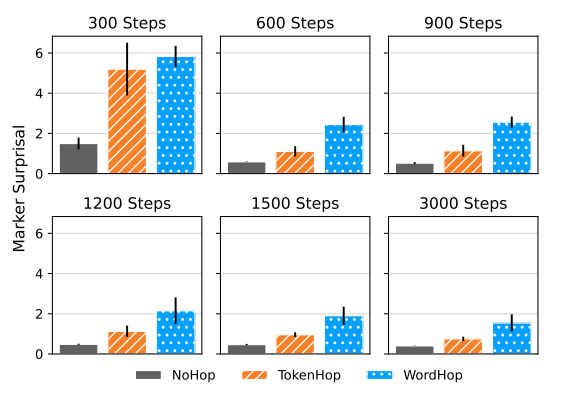 300 Steps
600 Steps
900 Steps
6
4
2
0
Marker Surprisal
1200 Steps
1500 Steps
3000 Steps
6
4
2
0
NoHop
TokenHop
WordHop